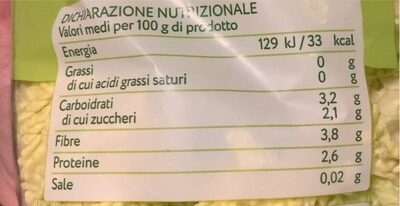 DICHIARAZIONE NUTRIZIONALE
Valori medi per 100 g di prodotto
Energia 129 kJ/33 kcal
Grassi 0 g
di cui acidi grassi saturi 0 g
Carboidrati 3,2 g
di cui zuccheri 2,1 g
Fibre 3,8 g
Proteine 2,6 g
Sale 0,02 g